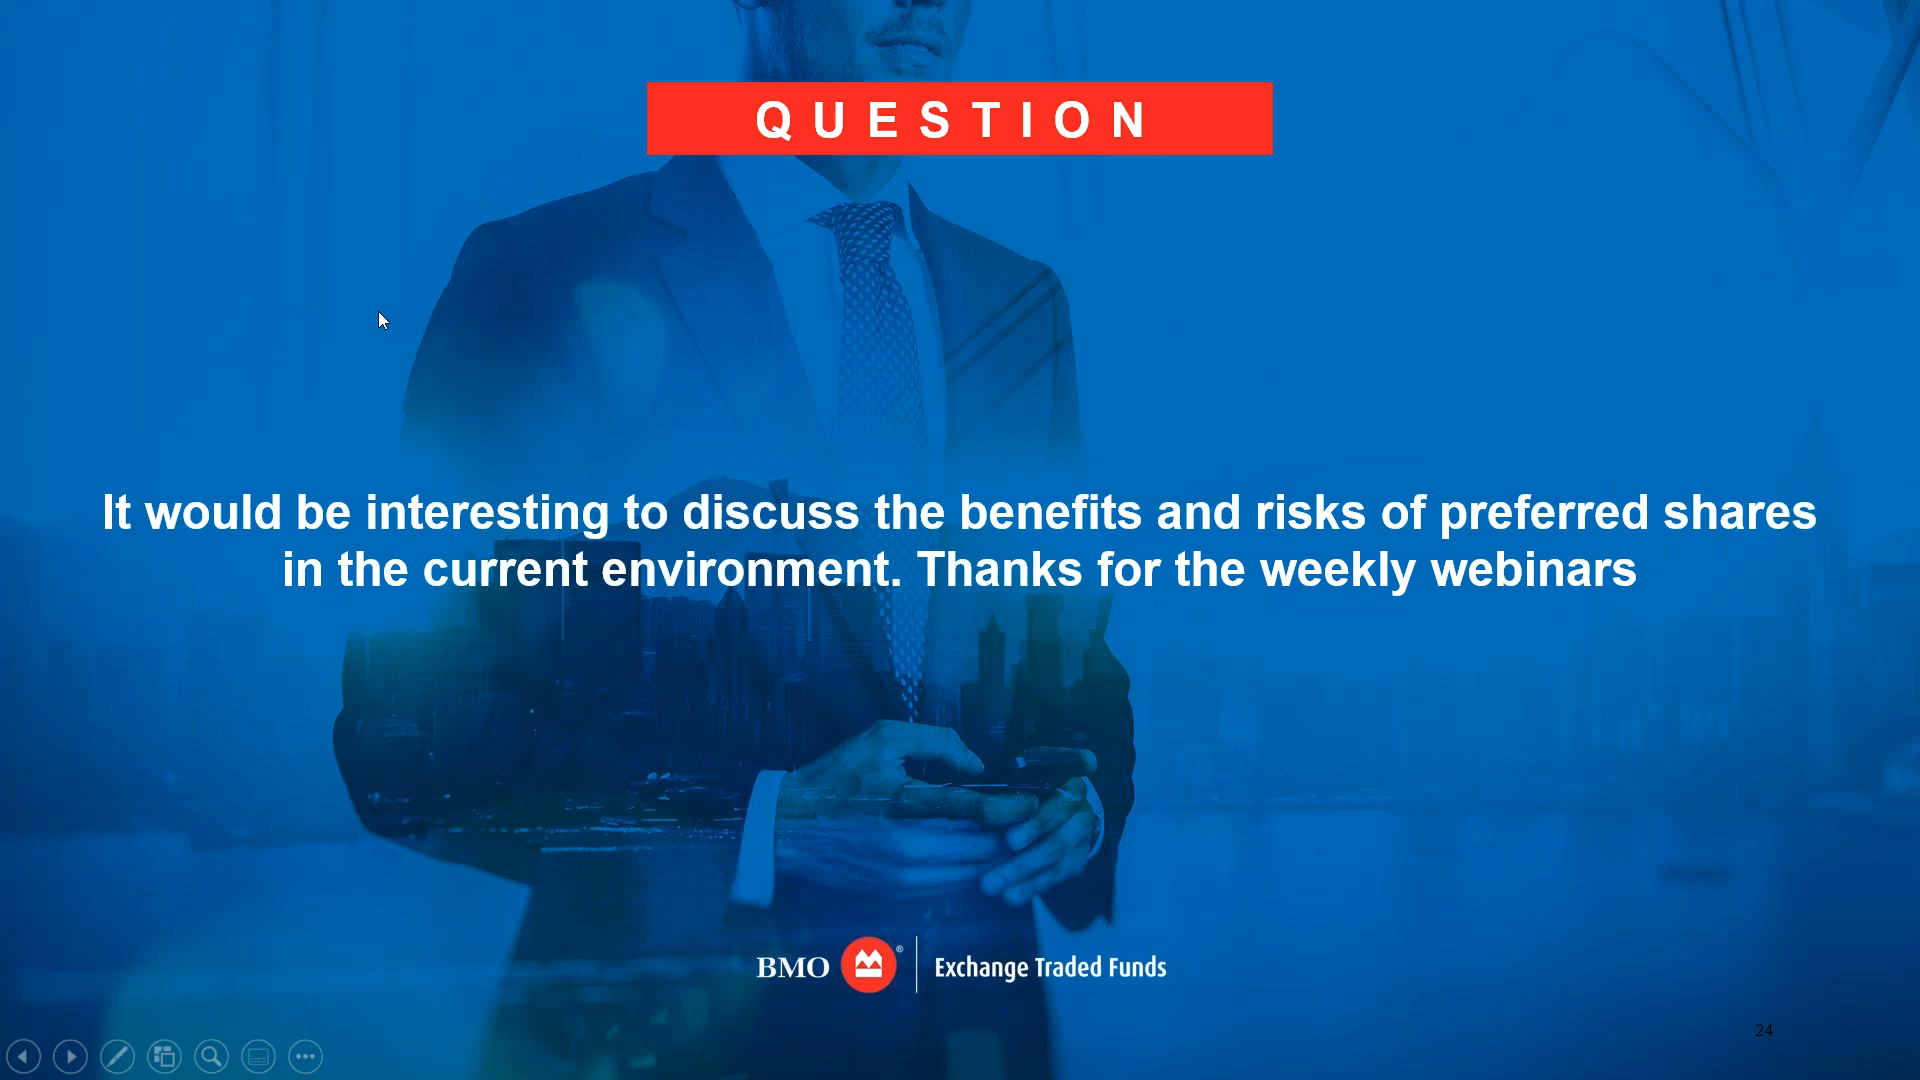 QUESTION
It would be interesting to discuss the benefits and risks of preferred shares
in the current environment. Thanks for the weekly webinars
BMO ® Exchange Traded Funds
24